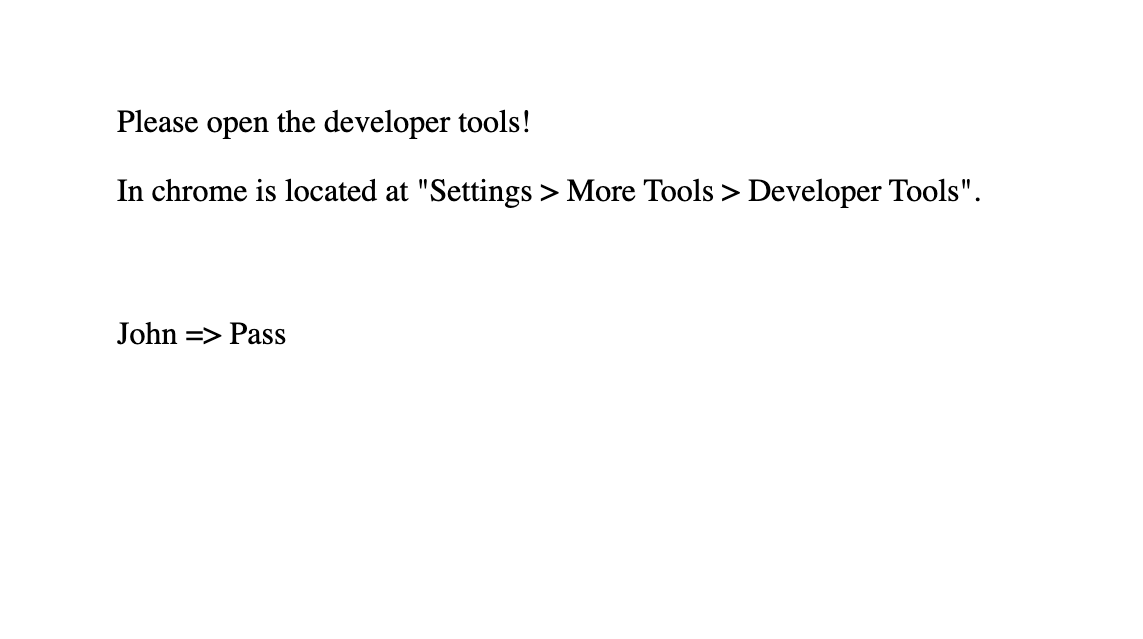 Please open the developer tools!
In chrome is located at "Settings > More Tools > Developer Tools".
John => Pass